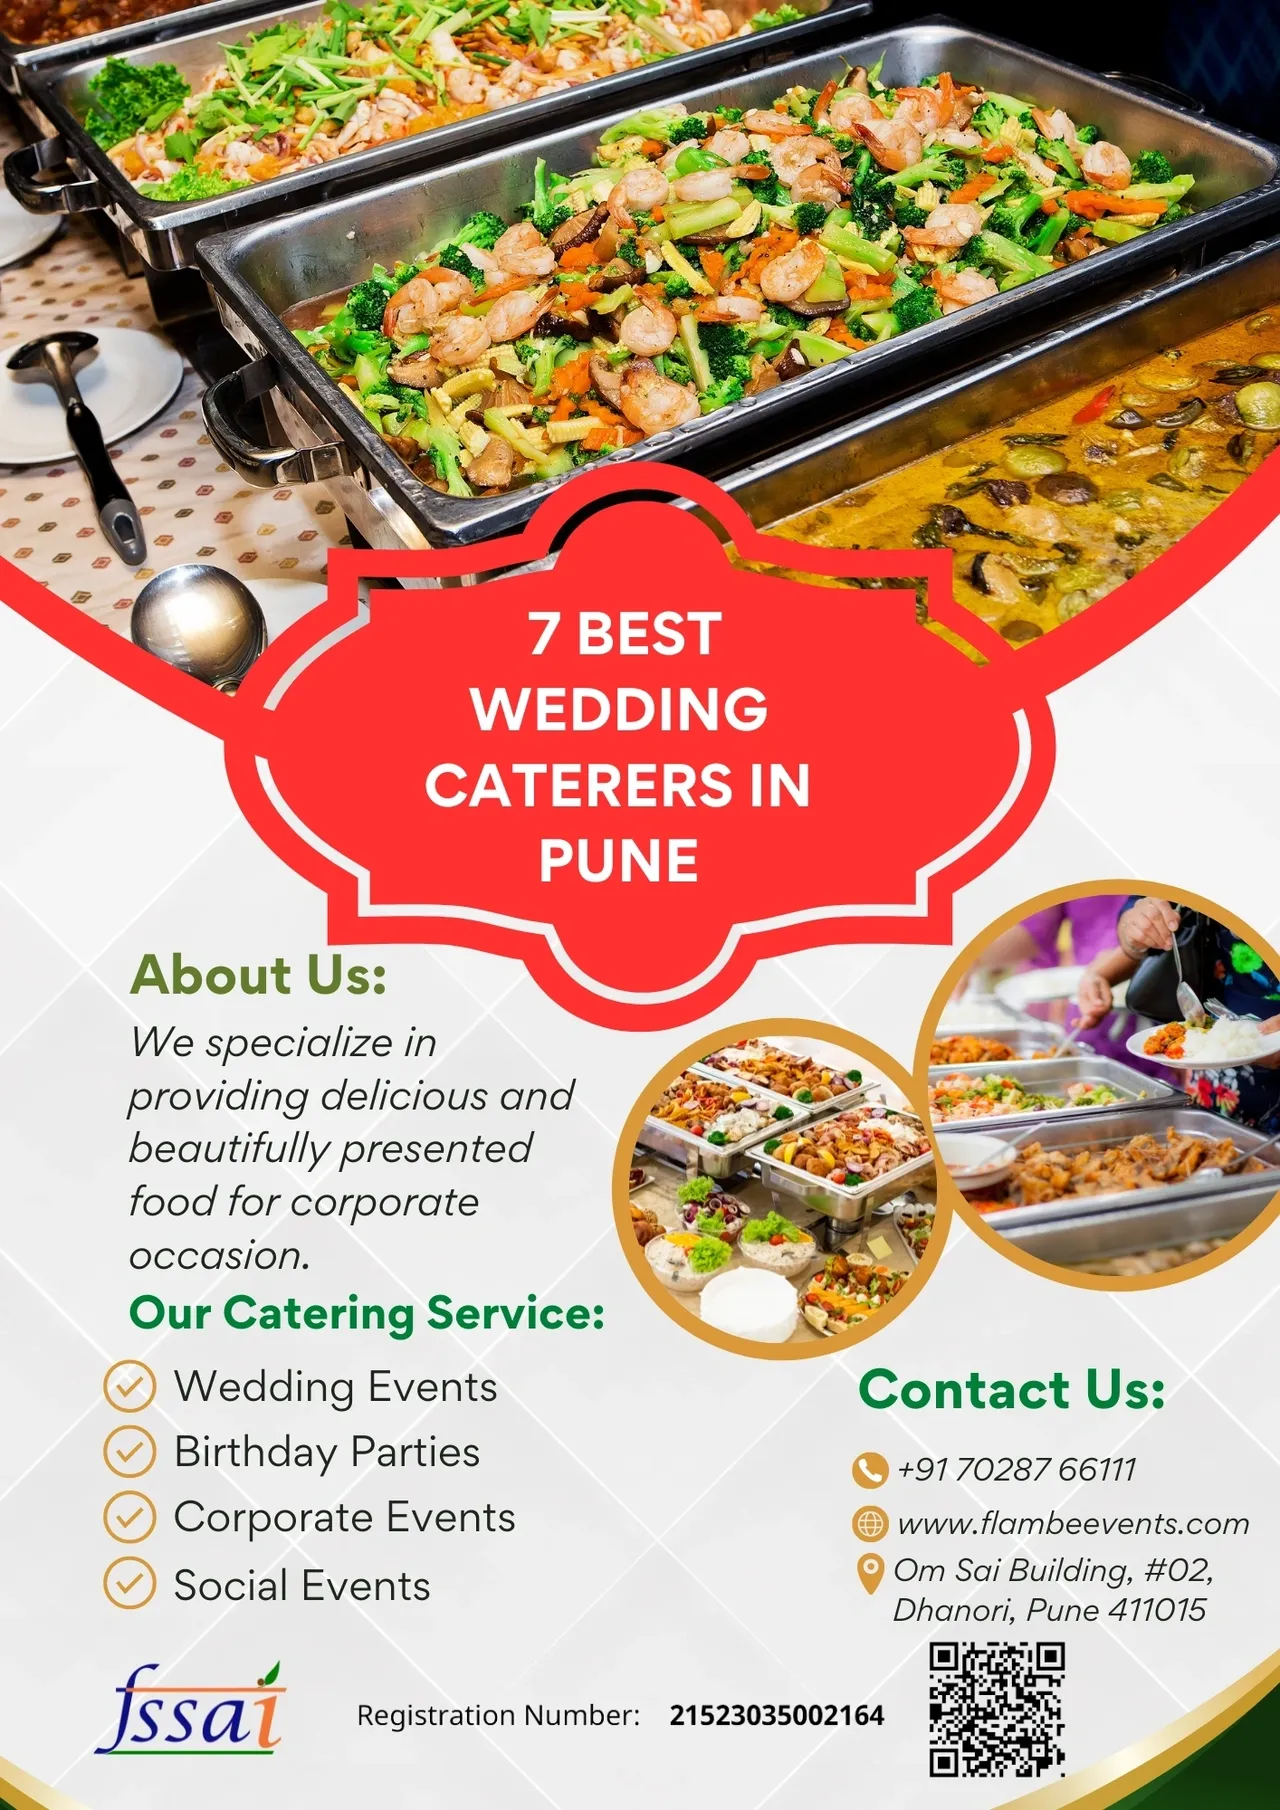 7 BEST
WEDDING
CATERERS IN
PUNE
About Us:
We specialize in
providing delicious and
beautifully presented
food for corporate
occasion.
Our Catering Service:
Wedding Events
Birthday Parties
Corporate Events
Social Events
Contact Us:
+91 70287 66111
www.flambeevents.com
Om Sai Building, #02,
Dhanori, Pune 411015
fssai
Registration Number: 21523035002164